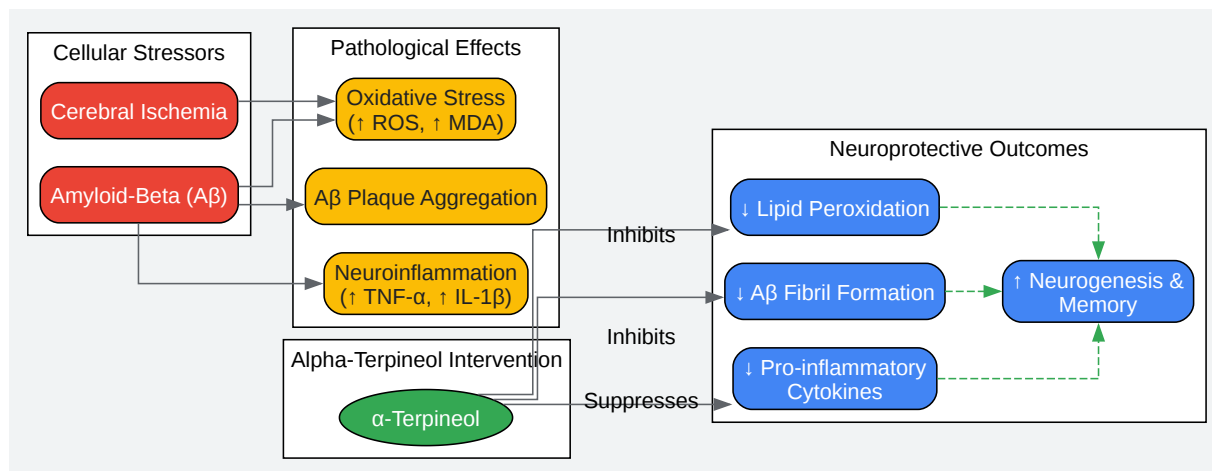 Cellular Stressors
Cerebral Ischemia
Amyloid-Beta (Aβ)
Pathological Effects
Oxidative Stress
(↑ ROS, ↑ MDA)
Aβ Plaque Aggregation
Neuroinflammation
(↑ TNF-α, ↑ IL-1β)
Alpha-Terpineol Intervention
α-Terpineol
Inhibits
Inhibits
Suppresses
Neuroprotective Outcomes
↓ Lipid Peroxidation
↓ Aβ Fibril Formation
↓ Pro-inflammatory
Cytokines
↑ Neurogenesis &
Memory